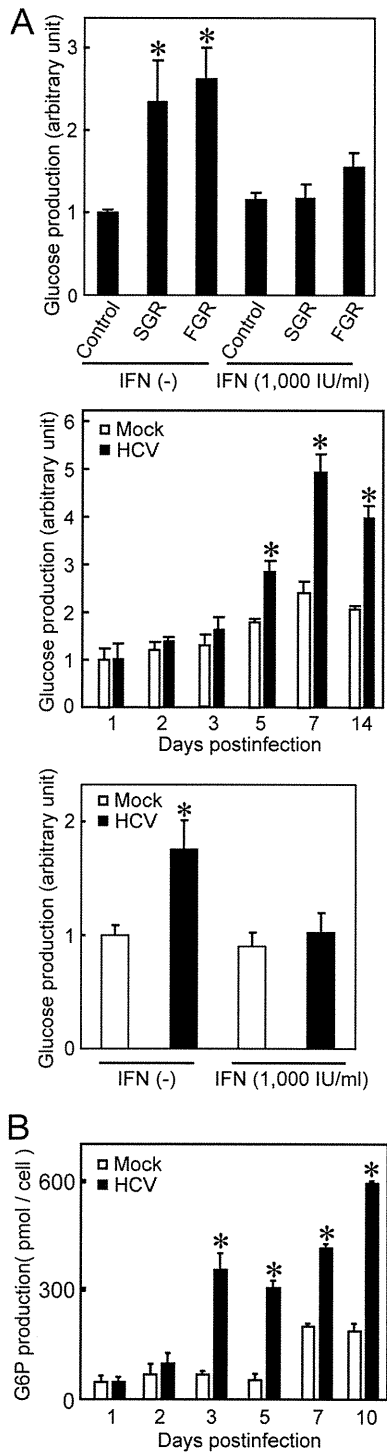 A
Glucose production (arbitrary unit)
3
2
1
0
* *
Control SGR FGR Control SGR FGR
IFN (-) IFN (1,000 IU/ml)
Glucose production (arbitrary unit)
6
5
4
3
2
1
0
Mock
HCV
* * *
1 2 3 5 7 14
Days postinfection
Glucose production (arbitrary unit)
2
1
0
Mock
HCV
*
IFN (-) IFN (1,000 IU/ml)
B
G6P production( pmol / cell )
600
300
0
Mock
HCV
* * * *
1 2 3 5 7 10
Days postinfection